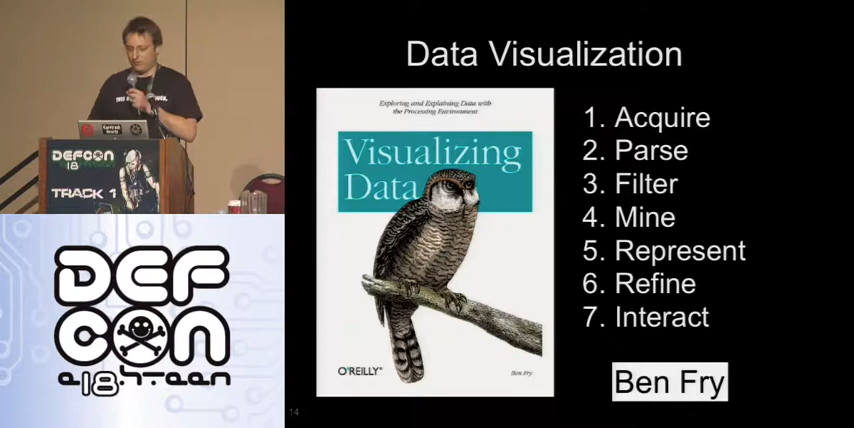 Data Visualization
Exploring and Explaining Data with
the Processing Environment
Visualizing
Data
O'REILLY®
Ben Fry
1. Acquire
2. Parse
3. Filter
4. Mine
5. Represent
6. Refine
7. Interact
Ben Fry
14
DEFCON
18
TRACK 1
DEF
CON
e18hteen